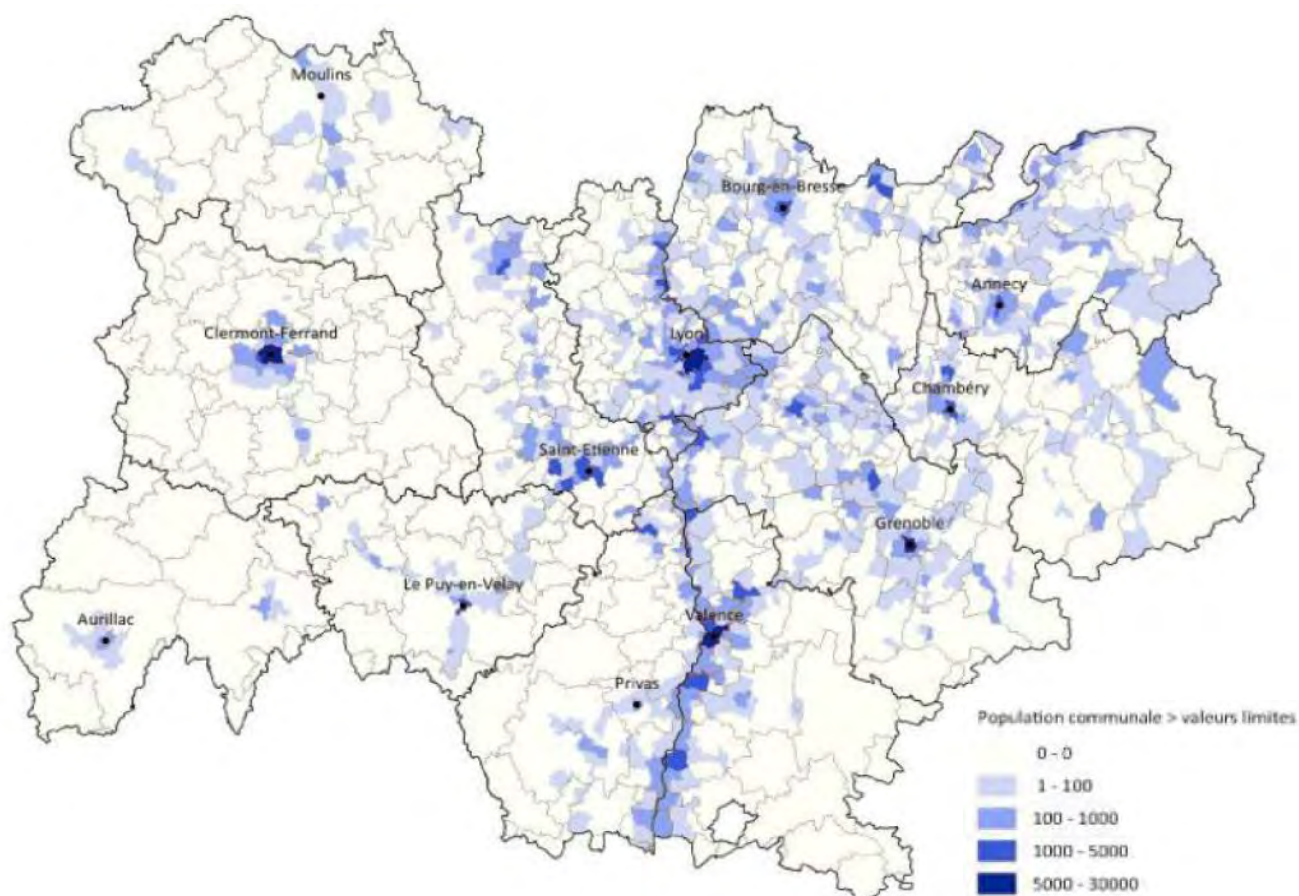 Moulins
Bourg-en-Bresse
Annecy
Clermont-Ferrand
Lyon
Chambéry
Saint-Etienne
Grenoble
Le Puy-en-Velay
Aurillac
Valence
Privas
Population communale > valeurs limites
0 - 0
1 - 100
100 - 1000
1000 - 5000
5000 - 30000